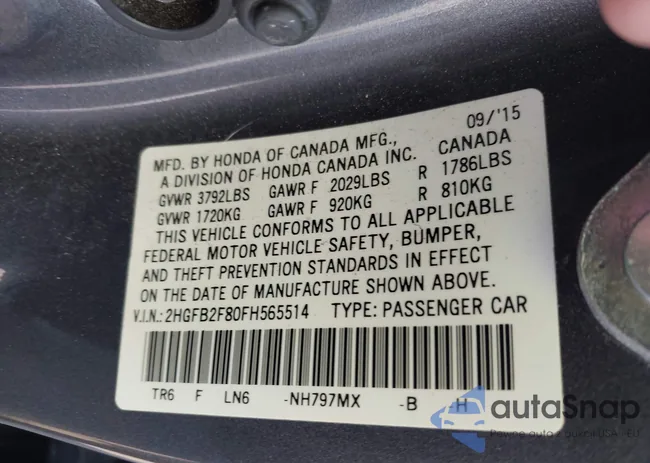 09/'15
MFD. BY HONDA OF CANADA MFG., CANADA
A DIVISION OF HONDA CANADA INC.
GVWR 3792LBS GAWR F 2029LBS R 1786LBS
GVWR 1720KG GAWR F 920KG R 810KG
THIS VEHICLE CONFORMS TO ALL APPLICABLE
FEDERAL MOTOR VEHICLE SAFETY, BUMPER,
AND THEFT PREVENTION STANDARDS IN EFFECT
ON THE DATE OF MANUFACTURE SHOWN ABOVE.
V.I.N.: 2HGFB2F80FH565514 TYPE: PASSENGER CAR
TR6 F LN6 -NH797MX -B -H
autaSnap